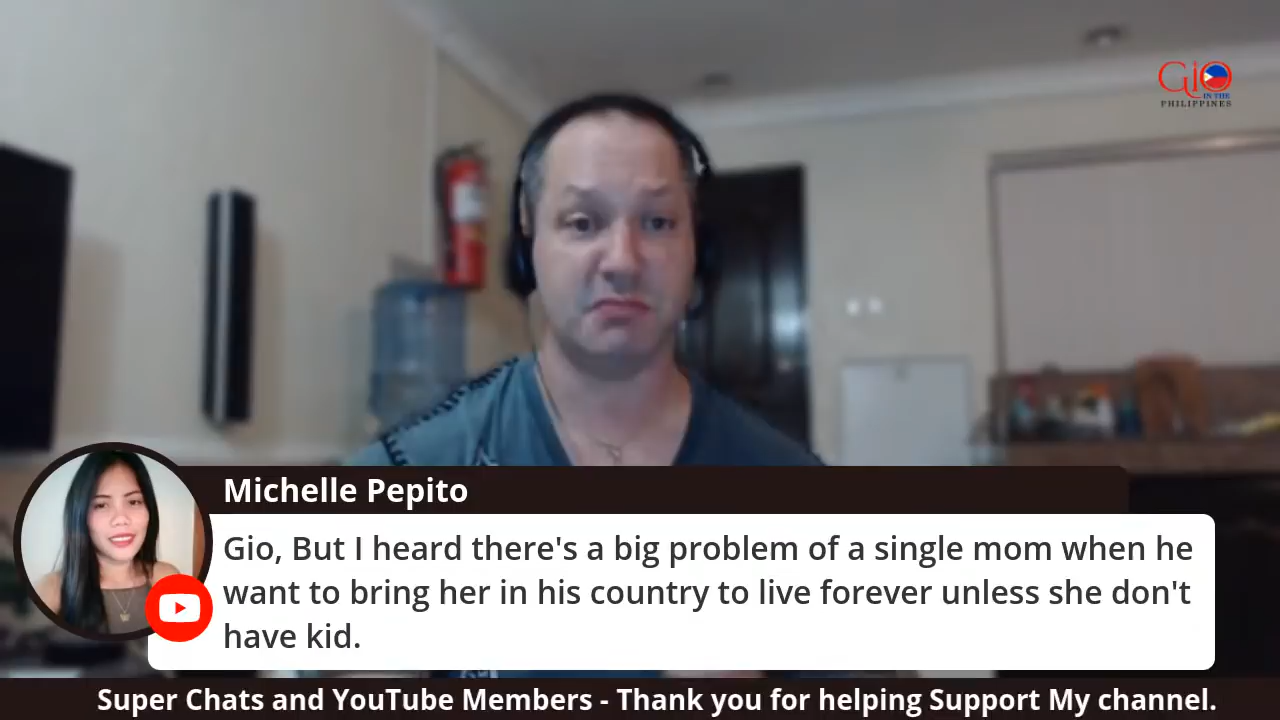 GiO
IN THE
PHILIPPINES
Michelle Pepito
Gio, But I heard there's a big problem of a single mom when he
want to bring her in his country to live forever unless she don't
have kid.
Super Chats and YouTube Members - Thank you for helping Support My channel.